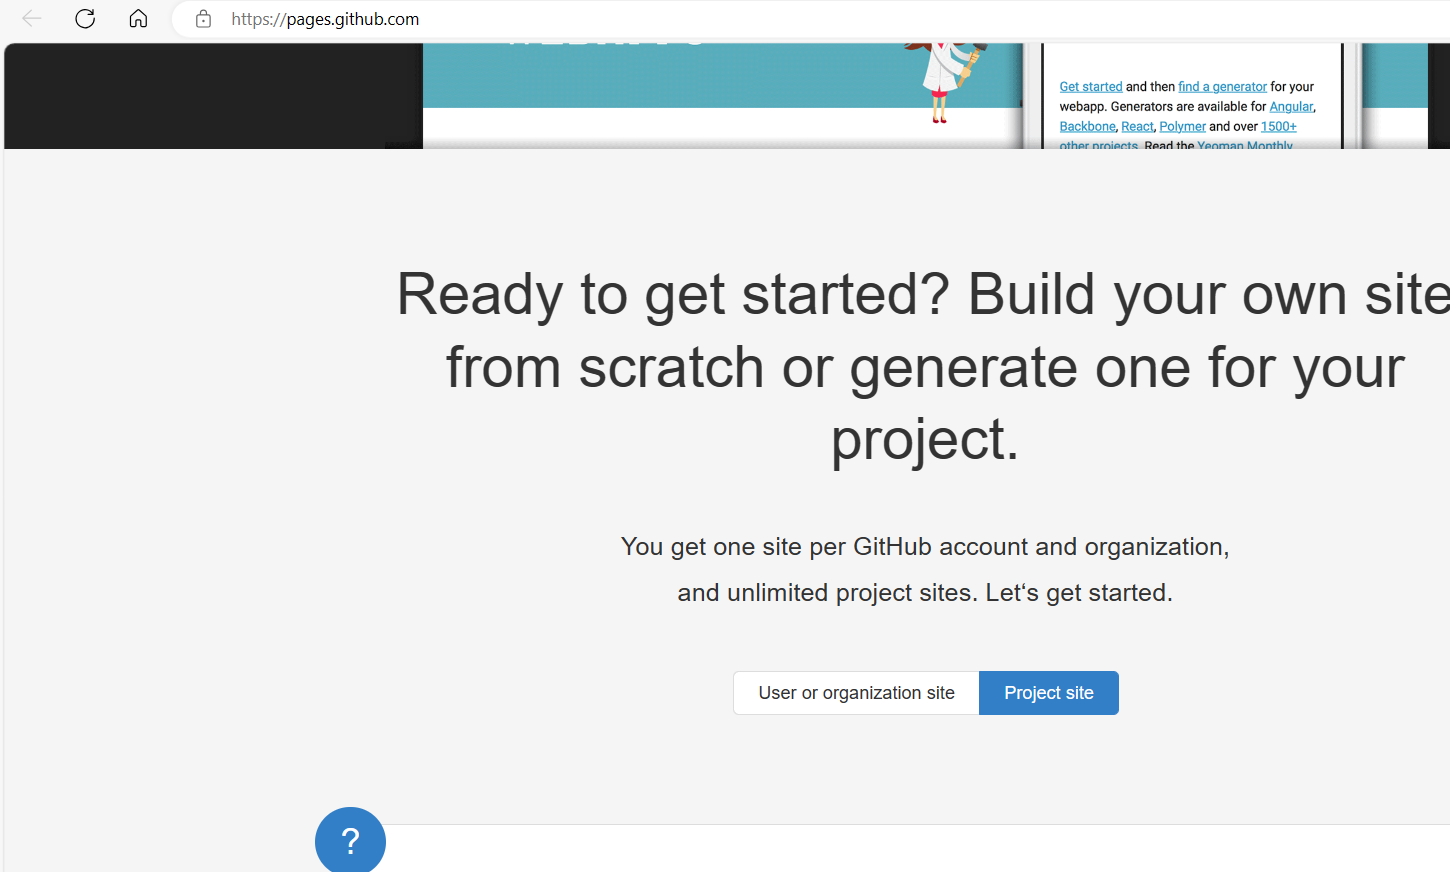 https://pages.github.com
Get started and then find a generator for your
webapp. Generators are available for Angular,
Backbone, React, Polymer and over 1500+
other projects. Read the Yeoman Monthly
Ready to get started? Build your own site
from scratch or generate one for your
project.
You get one site per GitHub account and organization,
and unlimited project sites. Let‘s get started.
User or organization site
Project site
?